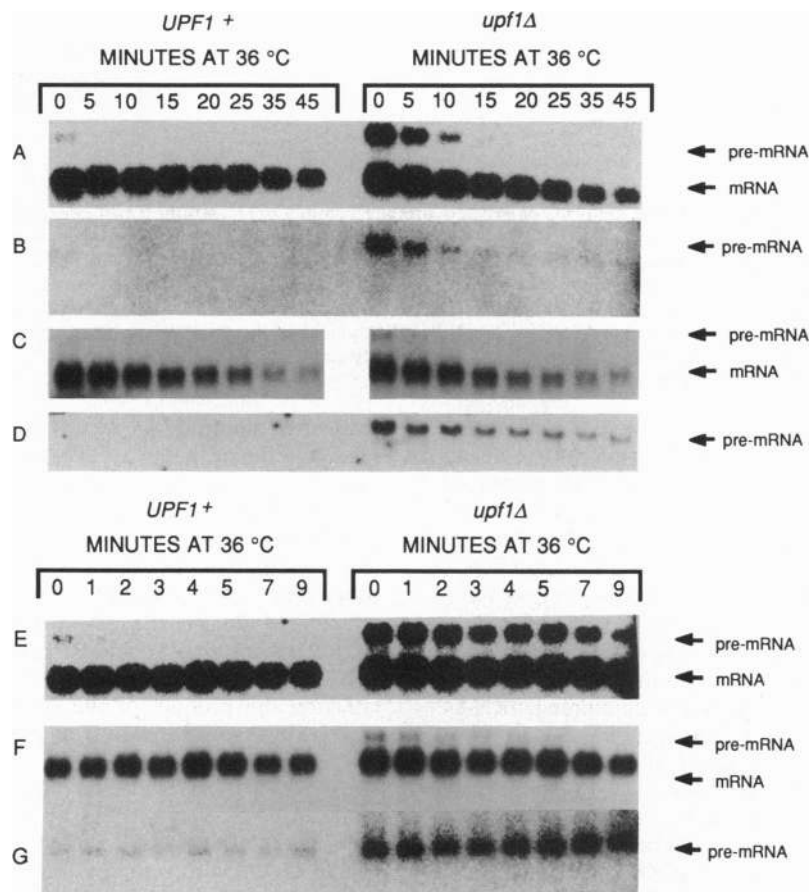 UPF1 + upf1Δ
MINUTES AT 36 °C MINUTES AT 36 °C
0 5 10 15 20 25 35 45 0 5 10 15 20 25 35 45
A pre-mRNA
mRNA
B pre-mRNA
C pre-mRNA
mRNA
D pre-mRNA
UPF1 + upf1Δ
MINUTES AT 36 °C MINUTES AT 36 °C
0 1 2 3 4 5 7 9 0 1 2 3 4 5 7 9
E pre-mRNA
mRNA
F pre-mRNA
mRNA
G pre-mRNA